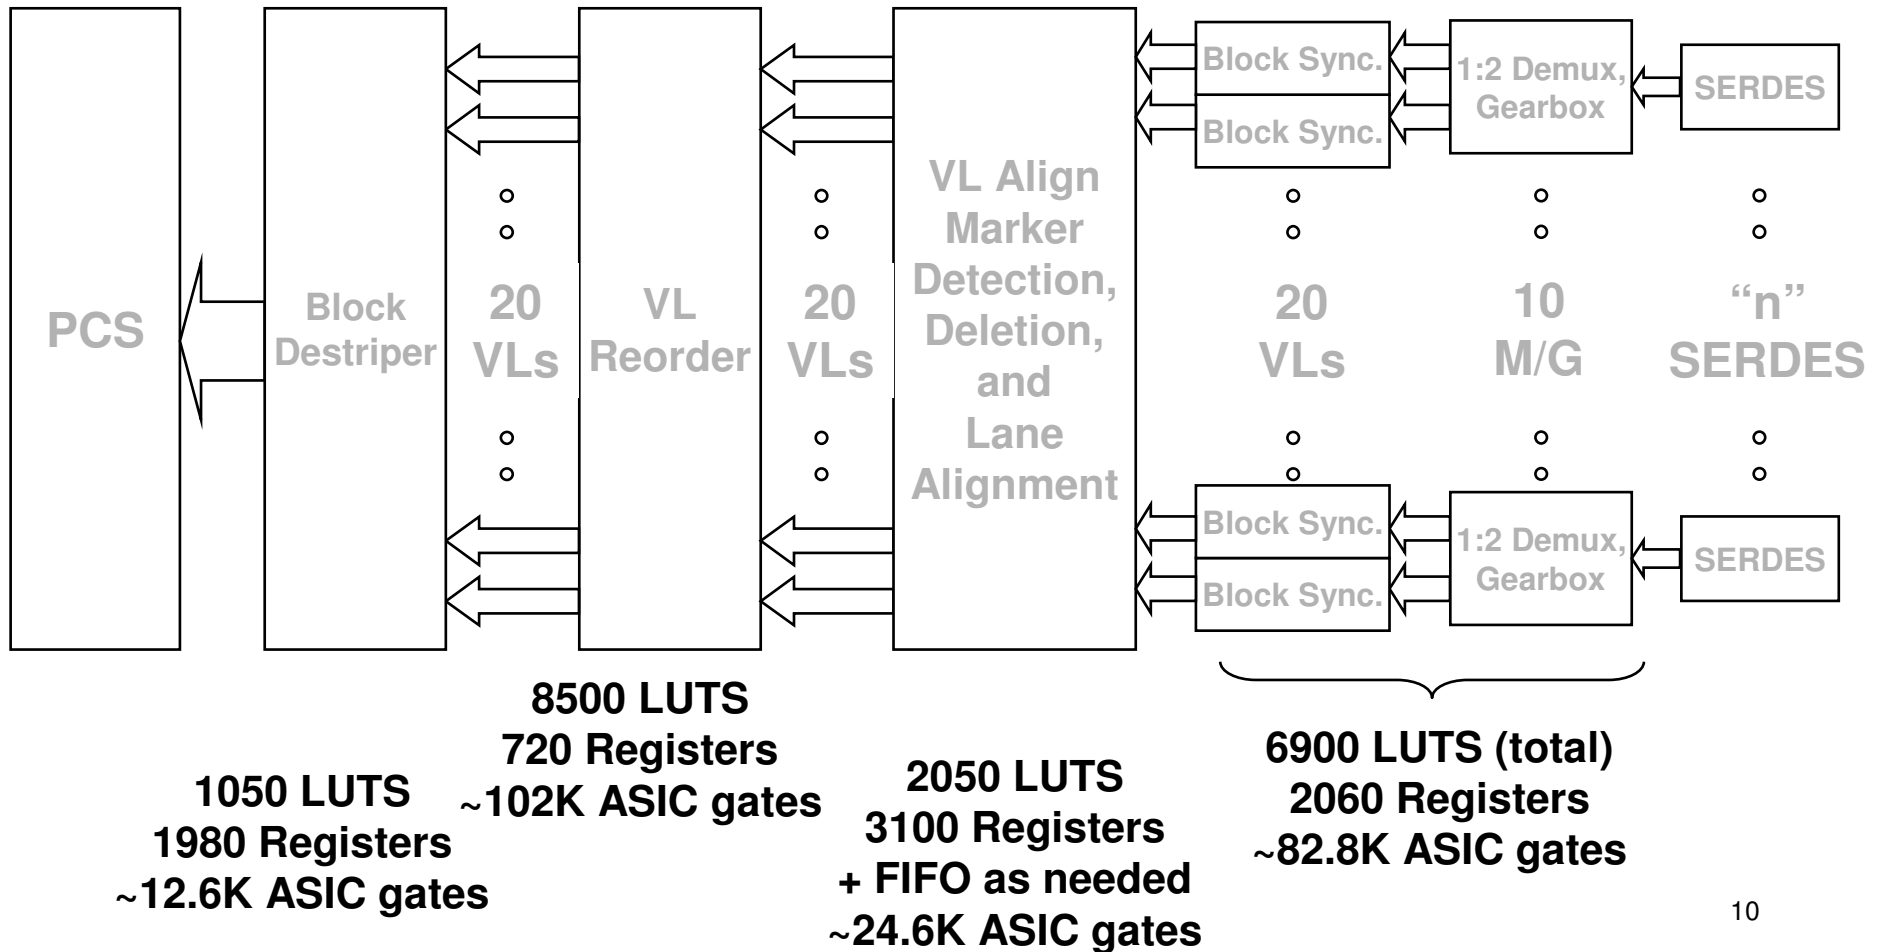 PCS
Block
Destriper
20
VLs
VL
Reorder
20
VLs
VL Align
Marker
Detection,
Deletion,
and
Lane
Alignment
Block Sync.
Block Sync.
20
VLs
Block Sync.
Block Sync.
1:2 Demux,
Gearbox
10
M/G
1:2 Demux,
Gearbox
SERDES
“n”
SERDES
SERDES
1050 LUTS
1980 Registers
~12.6K ASIC gates
8500 LUTS
720 Registers
~102K ASIC gates
2050 LUTS
3100 Registers
+ FIFO as needed
~24.6K ASIC gates
6900 LUTS (total)
2060 Registers
~82.8K ASIC gates
10